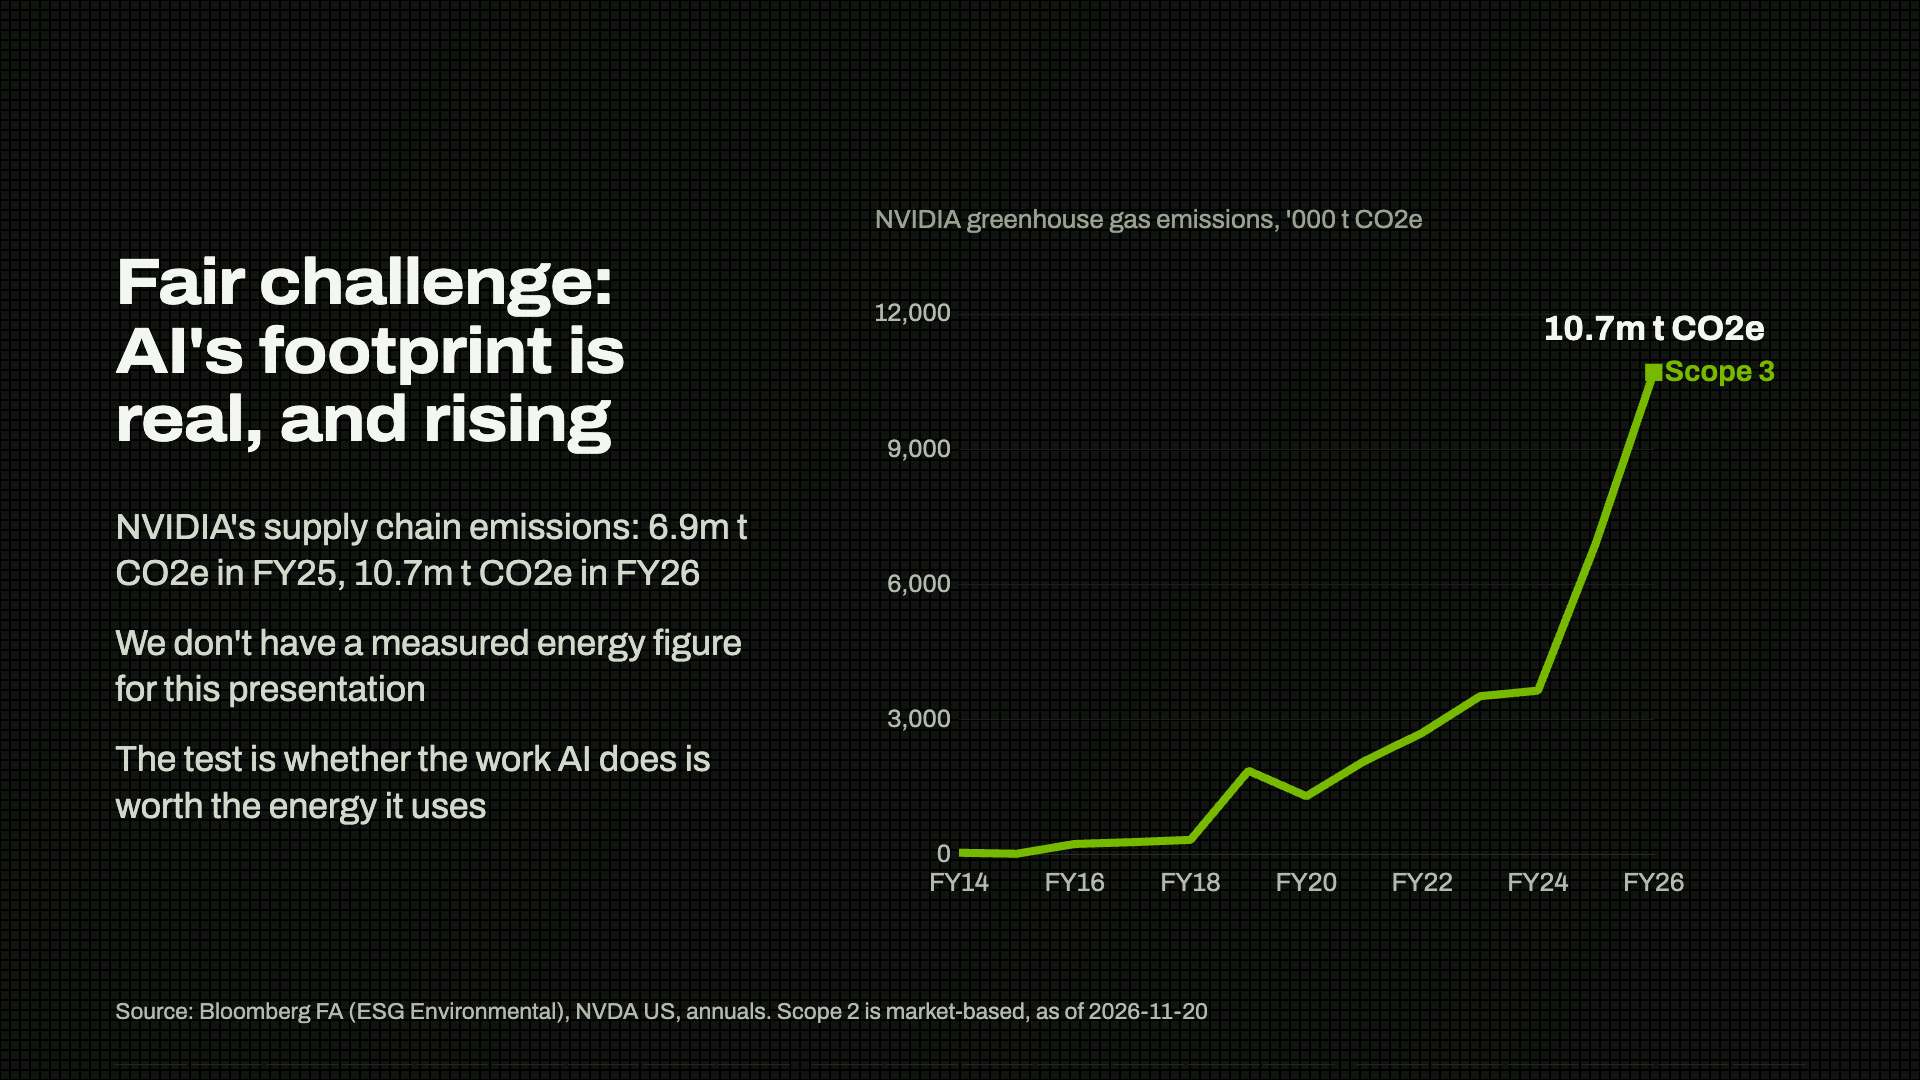 Fair challenge:
AI's footprint is
real, and rising
NVIDIA's supply chain emissions: 6.9m t
CO2e in FY25, 10.7m t CO2e in FY26
We don't have a measured energy figure
for this presentation
The test is whether the work AI does is
worth the energy it uses
NVIDIA greenhouse gas emissions, '000 t CO2e
12,000
10.7m t CO2e
Scope 3
9,000
6,000
3,000
0
FY14 FY16 FY18 FY20 FY22 FY24 FY26
Source: Bloomberg FA (ESG Environmental), NVDA US, annuals. Scope 2 is market-based, as of 2026-11-20